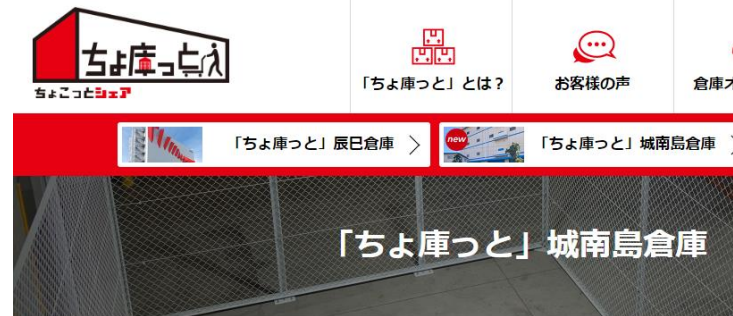 ちょ庫っと
ちょこっとシェア
「ちょ庫っと」とは？
お客様の声
倉庫オ
「ちょ庫っと」辰巳倉庫
new
「ちょ庫っと」城南島倉庫
「ちょ庫っと」城南島倉庫